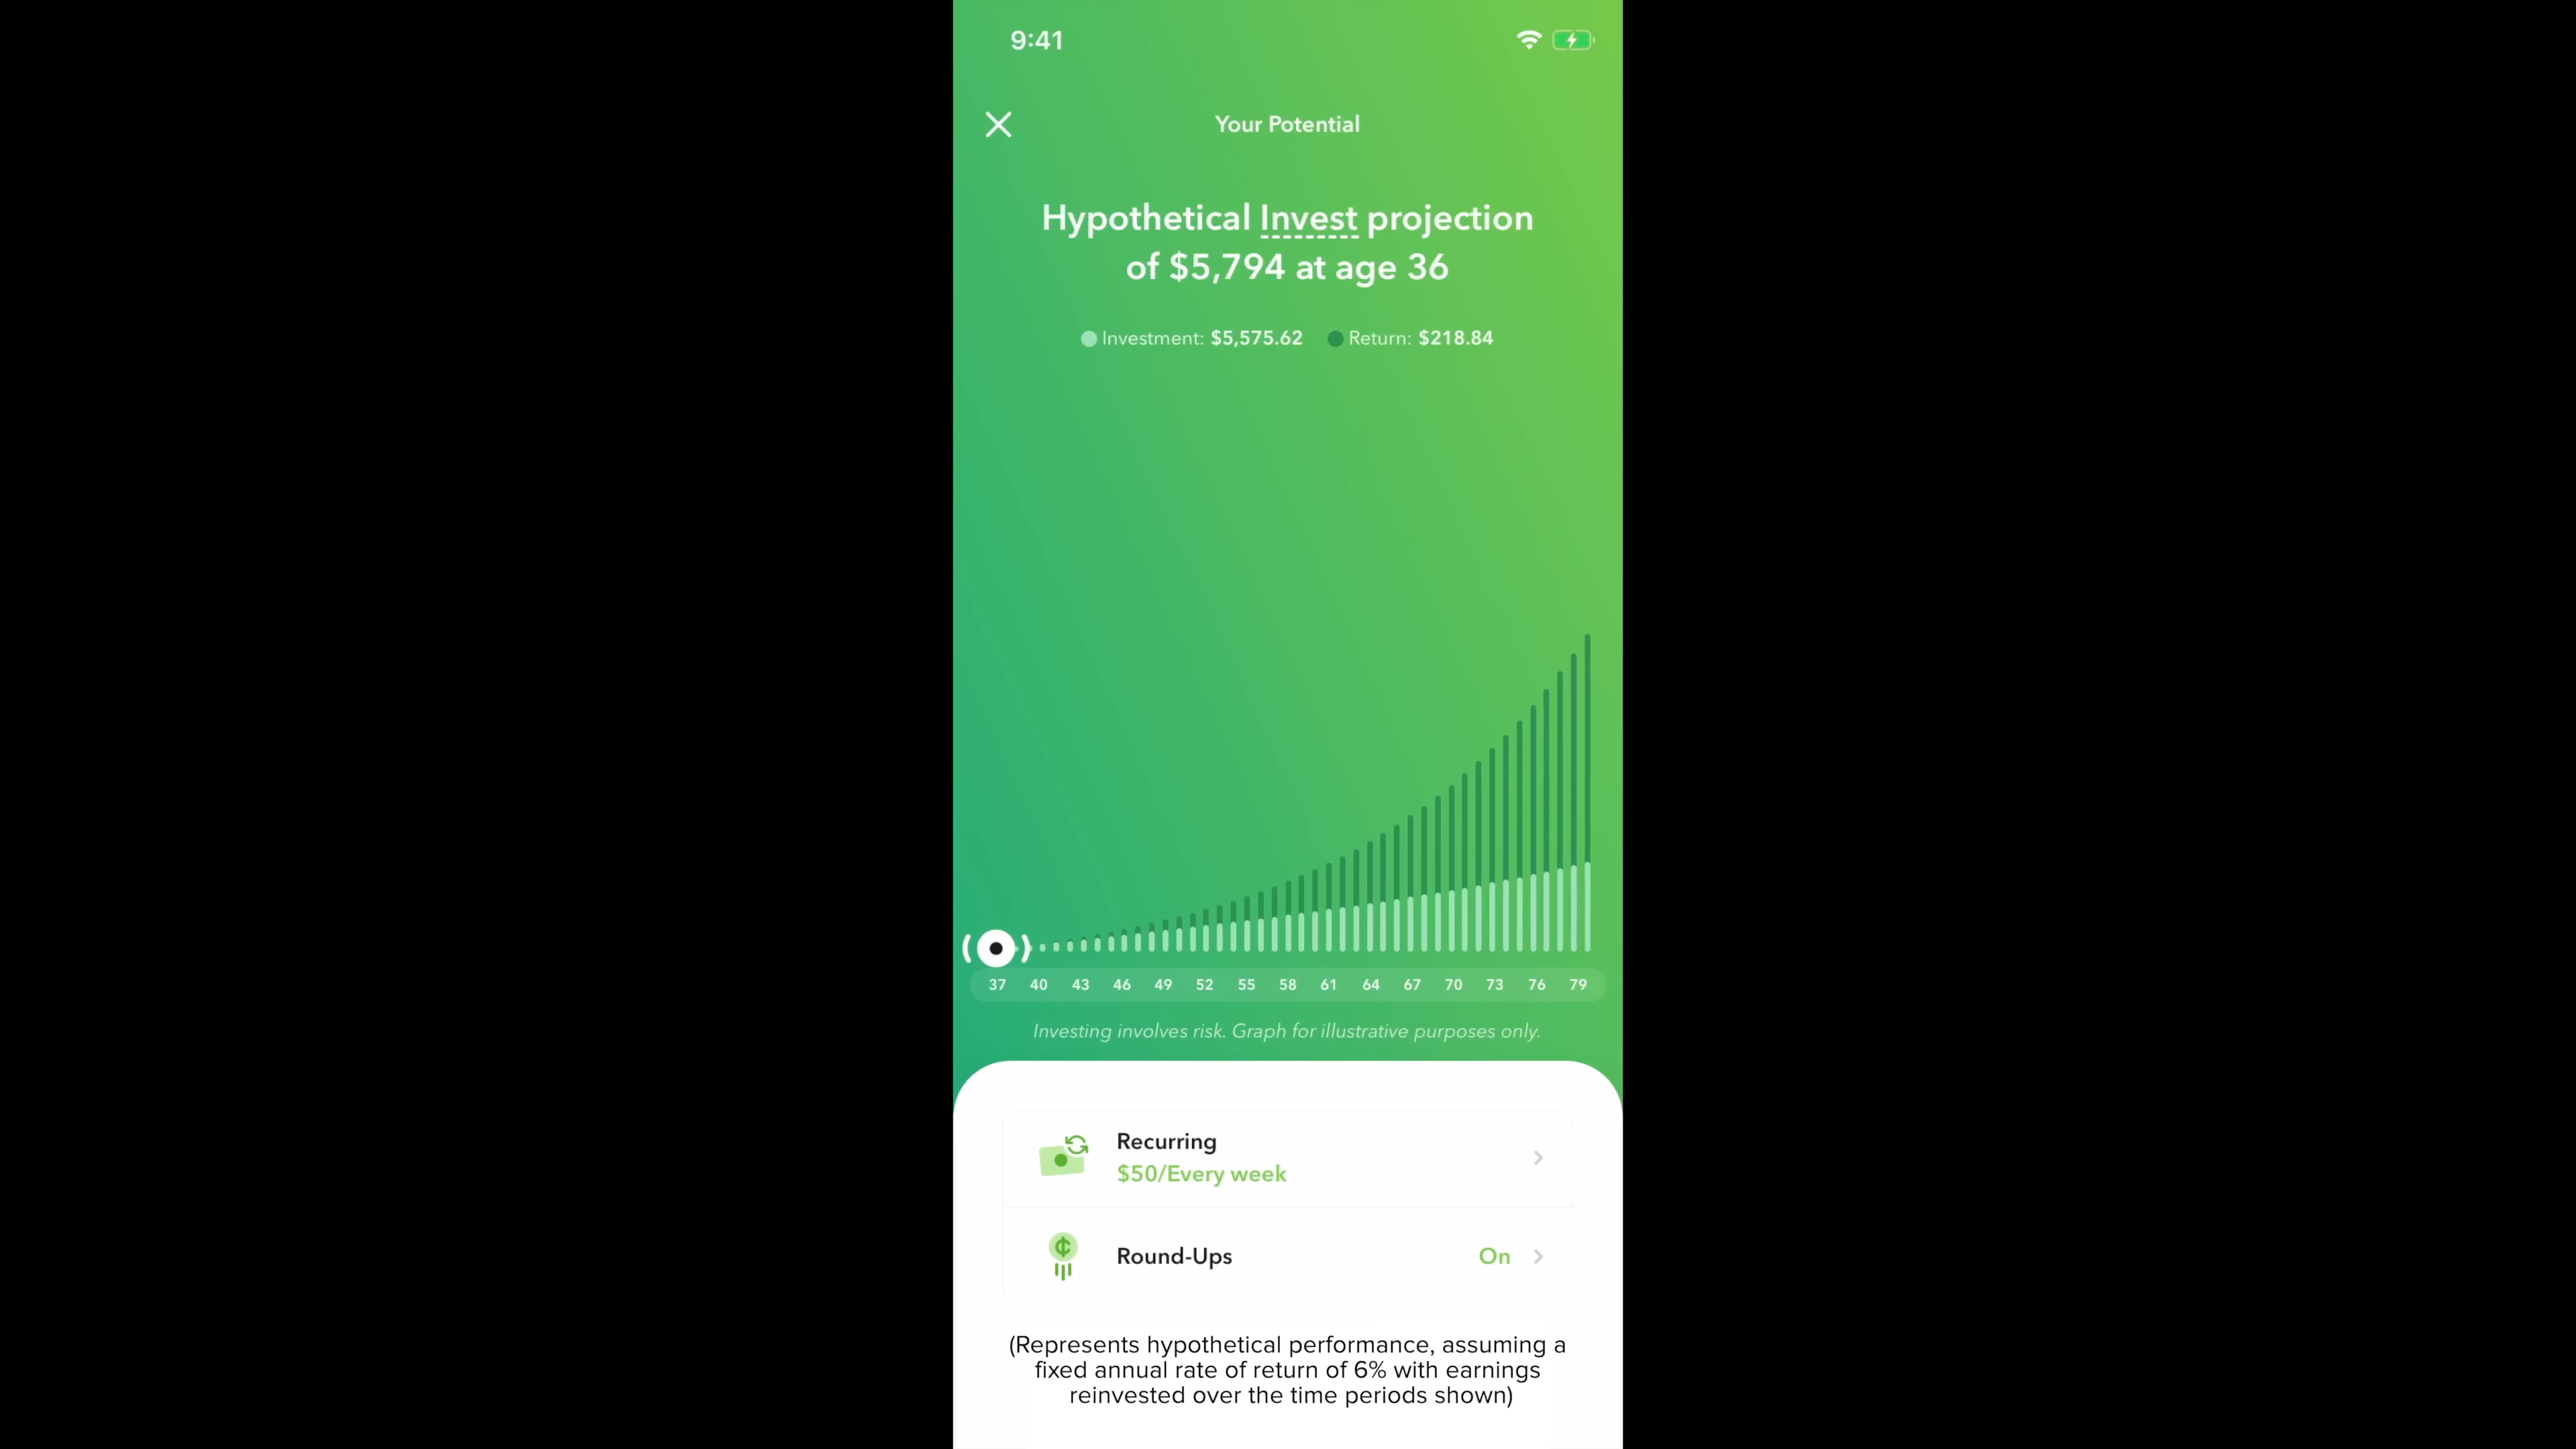 9:41
Your Potential
Hypothetical Invest projection
of $5,794 at age 36
Investment: $5,575.62 Return: $218.84
37 40 43 46 49 52 55 58 61 64 67 70 73 76 79
Investing involves risk. Graph for illustrative purposes only.
Recurring
$50/Every week
Round-Ups On
(Represents hypothetical performance, assuming a
fixed annual rate of return of 6% with earnings
reinvested over the time periods shown)